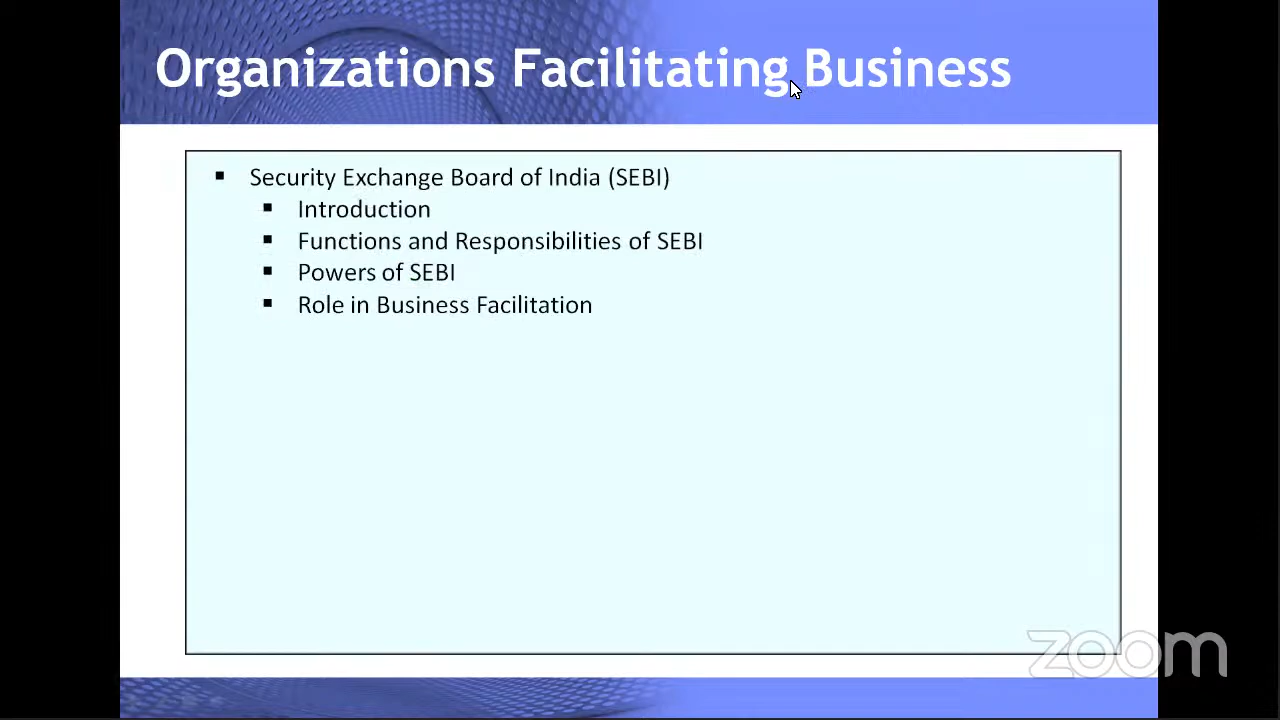 Organizations Facilitating Business
▪ Security Exchange Board of India (SEBI)
▪ Introduction
▪ Functions and Responsibilities of SEBI
▪ Powers of SEBI
▪ Role in Business Facilitation
zoom